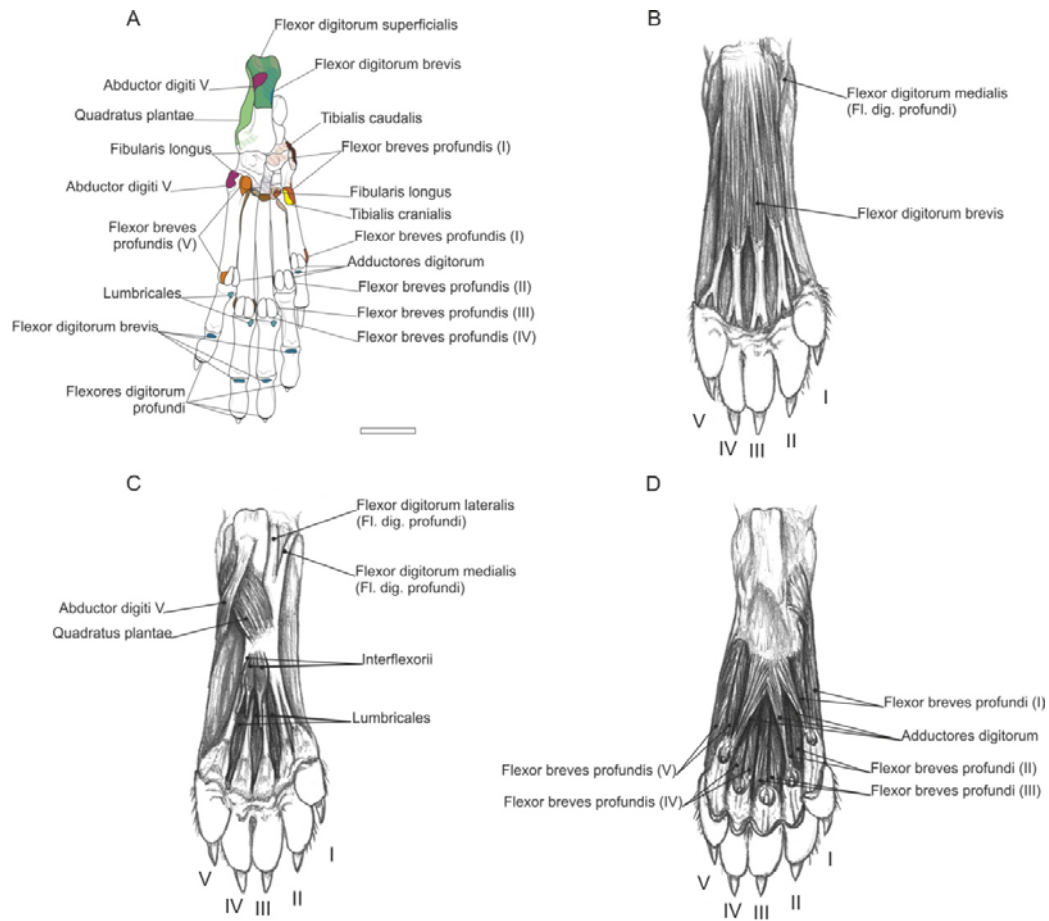 A
Flexor digitorum superficialis
Flexor digitorum brevis
Abductor digiti V
Quadratus plantae
Tibialis caudalis
Fibularis longus
Flexor breves profundis (I)
Abductor digiti V
Fibularis longus
Tibialis cranialis
Flexor breves
profundis (V)
Flexor breves profundis (I)
Adductores digitorum
Lumbricales
Flexor breves profundis (II)
Flexor breves profundis (III)
Flexor digitorum brevis
Flexor breves profundis (IV)
Flexores digitorum
profundi
B
Flexor digitorum medialis
(Fl. dig. profundi)
Flexor digitorum brevis
V
IV
III
II
I
C
Flexor digitorum lateralis
(Fl. dig. profundi)
Flexor digitorum medialis
(Fl. dig. profundi)
Abductor digiti V
Quadratus plantae
Interflexorii
Lumbricales
V
IV
III
II
I
D
Flexor breves profundi (I)
Adductores digitorum
Flexor breves profundis (V)
Flexor breves profundi (II)
Flexor breves profundi (III)
Flexor breves profundis (IV)
V
IV
III
II
I